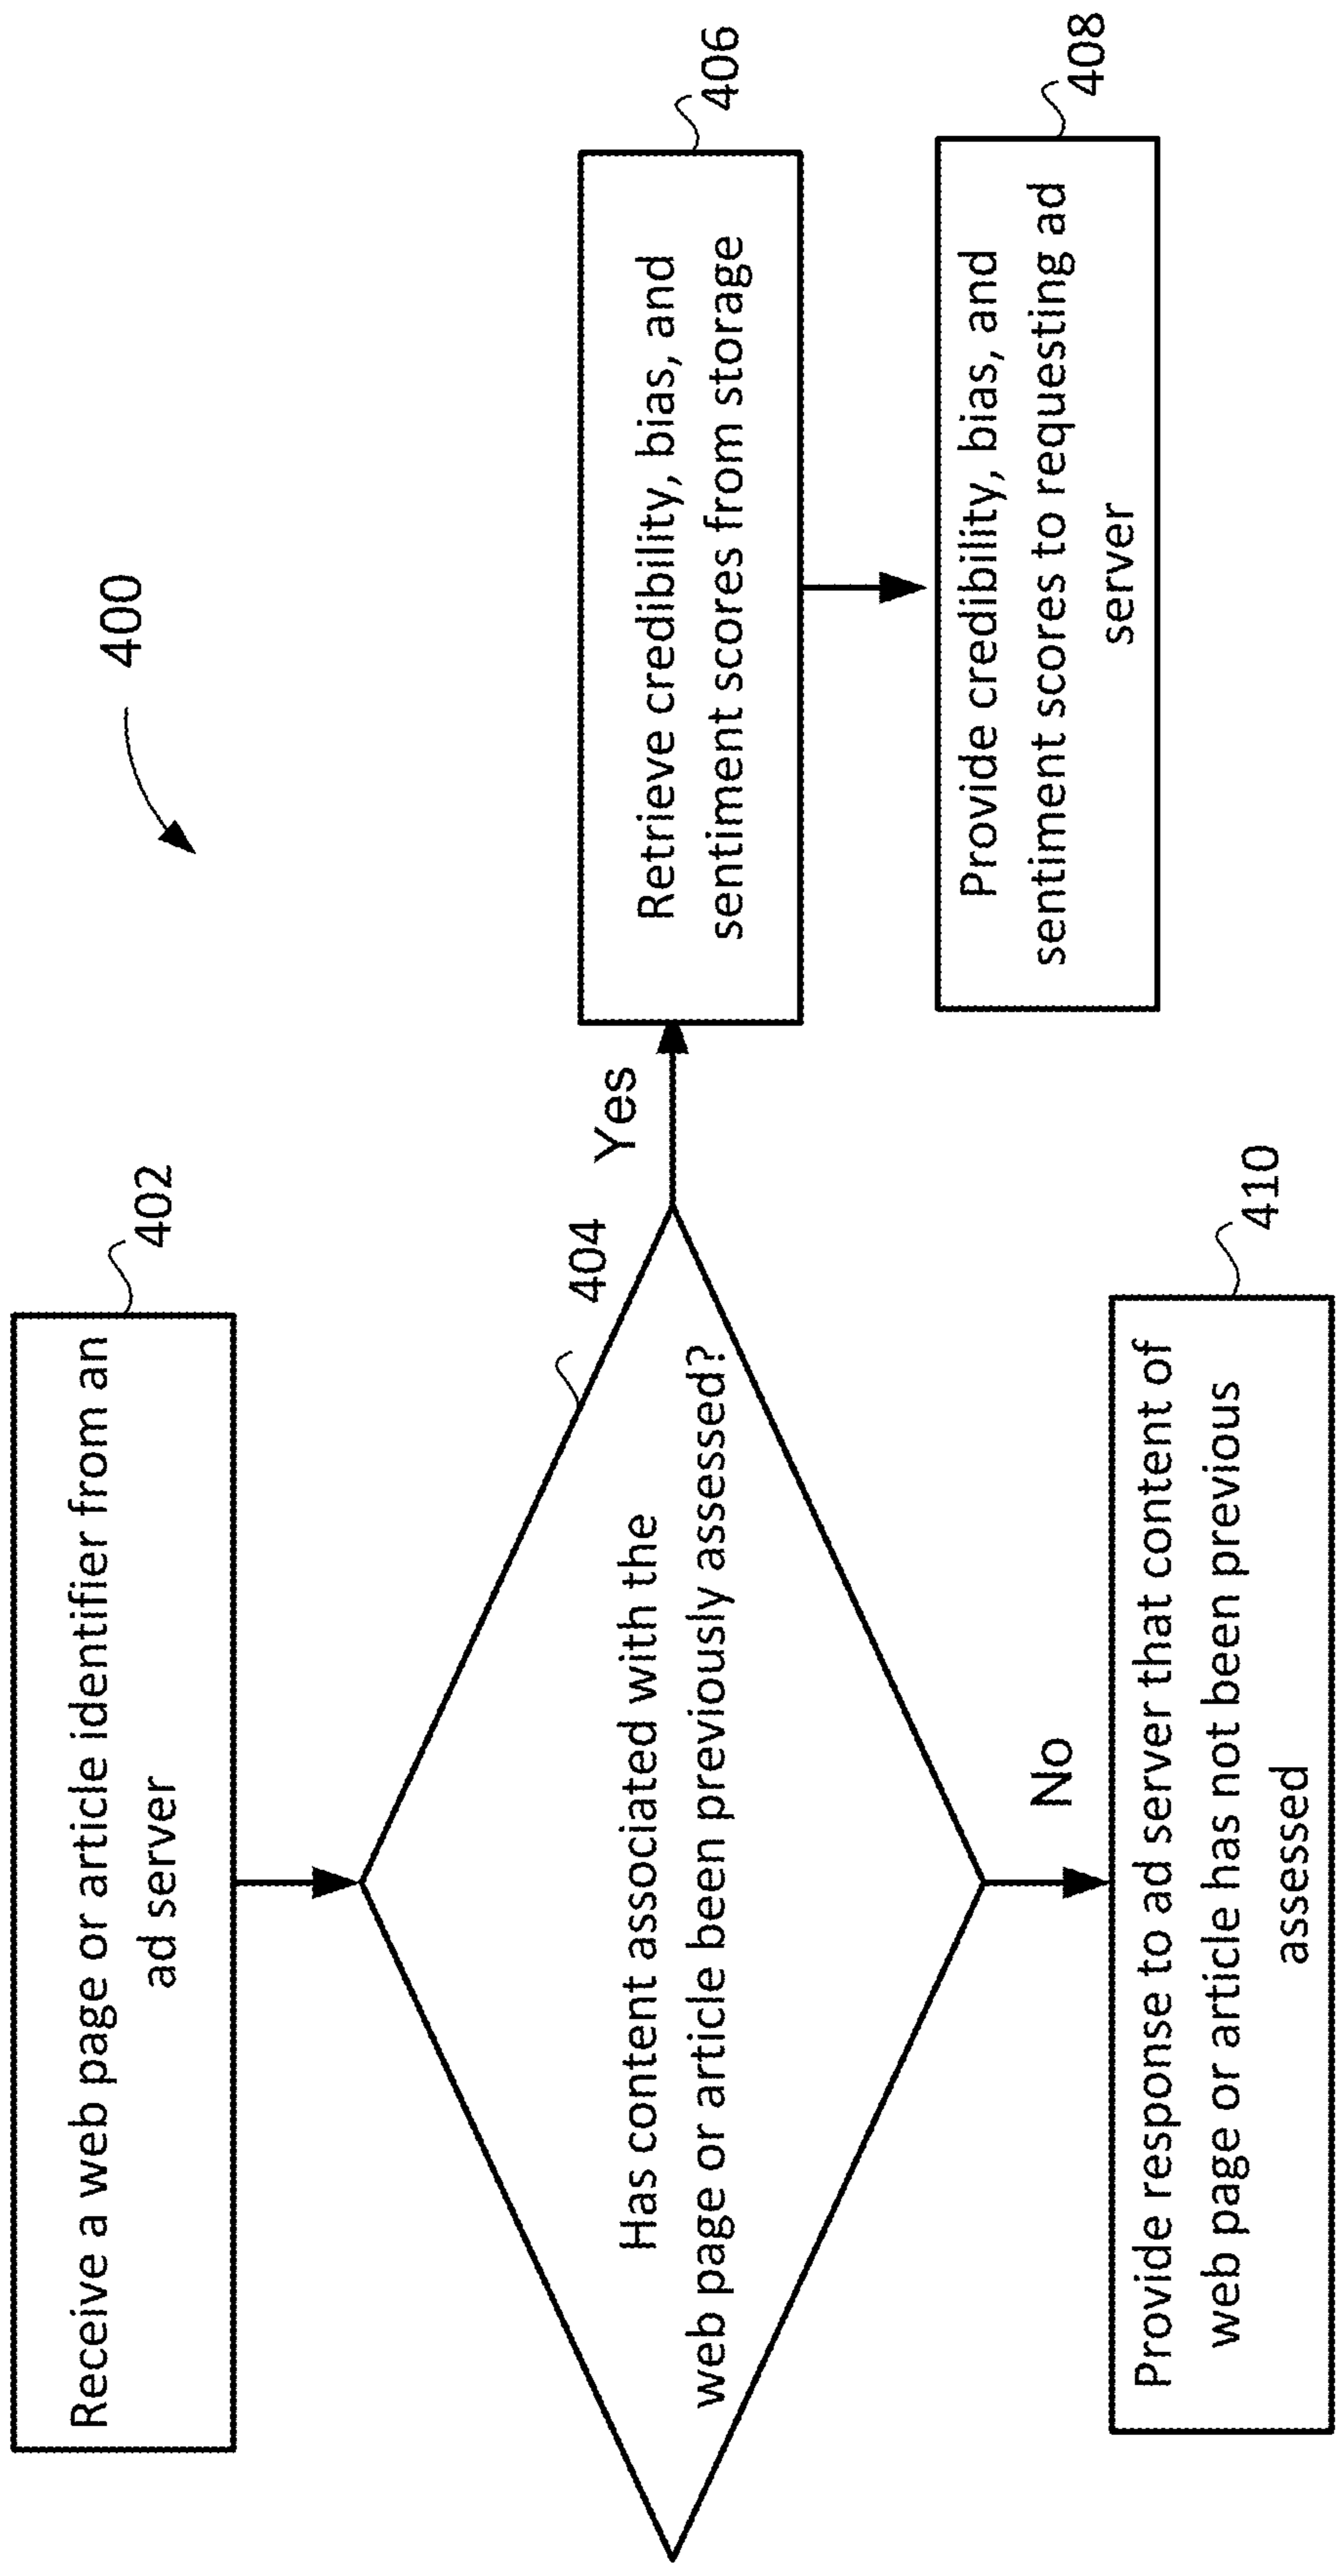 400
402
Receive a web page or article identifier from an
ad server
404
Has content associated with the
web page or article been previously assessed?
Yes
406
Retrieve credibility, bias, and
sentiment scores from storage
408
Provide credibility, bias, and
sentiment scores to requesting ad
server
No
410
Provide response to ad server that content of
web page or article has not been previous
assessed